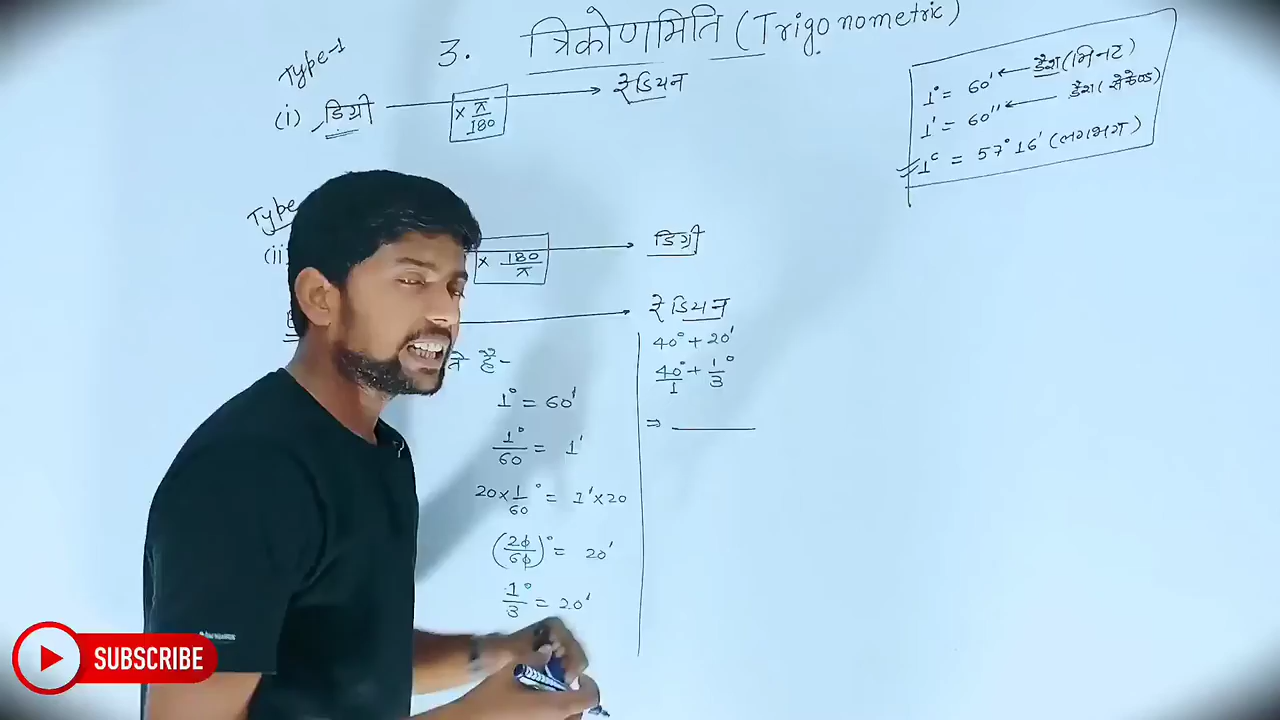 3. त्रिकोणमिति (Trigonometric)
Type-1
(i) डिग्री × π/180 रेडियन
1° = 60' ← डैश (मिनट)
1' = 60'' ← डैश (सेकेण्ड)
1ᶜ = 57° 16' (लगभग)
Type
(ii) × 180/π डिग्री
रेडियन
है-
1° = 60'
1°/60 = 1'
20 × 1/60° = 1' × 20
(20/60)° = 20'
1°/3 = 20'
40° + 20'
40°/1 + 1°/3
⇒
SUBSCRIBE